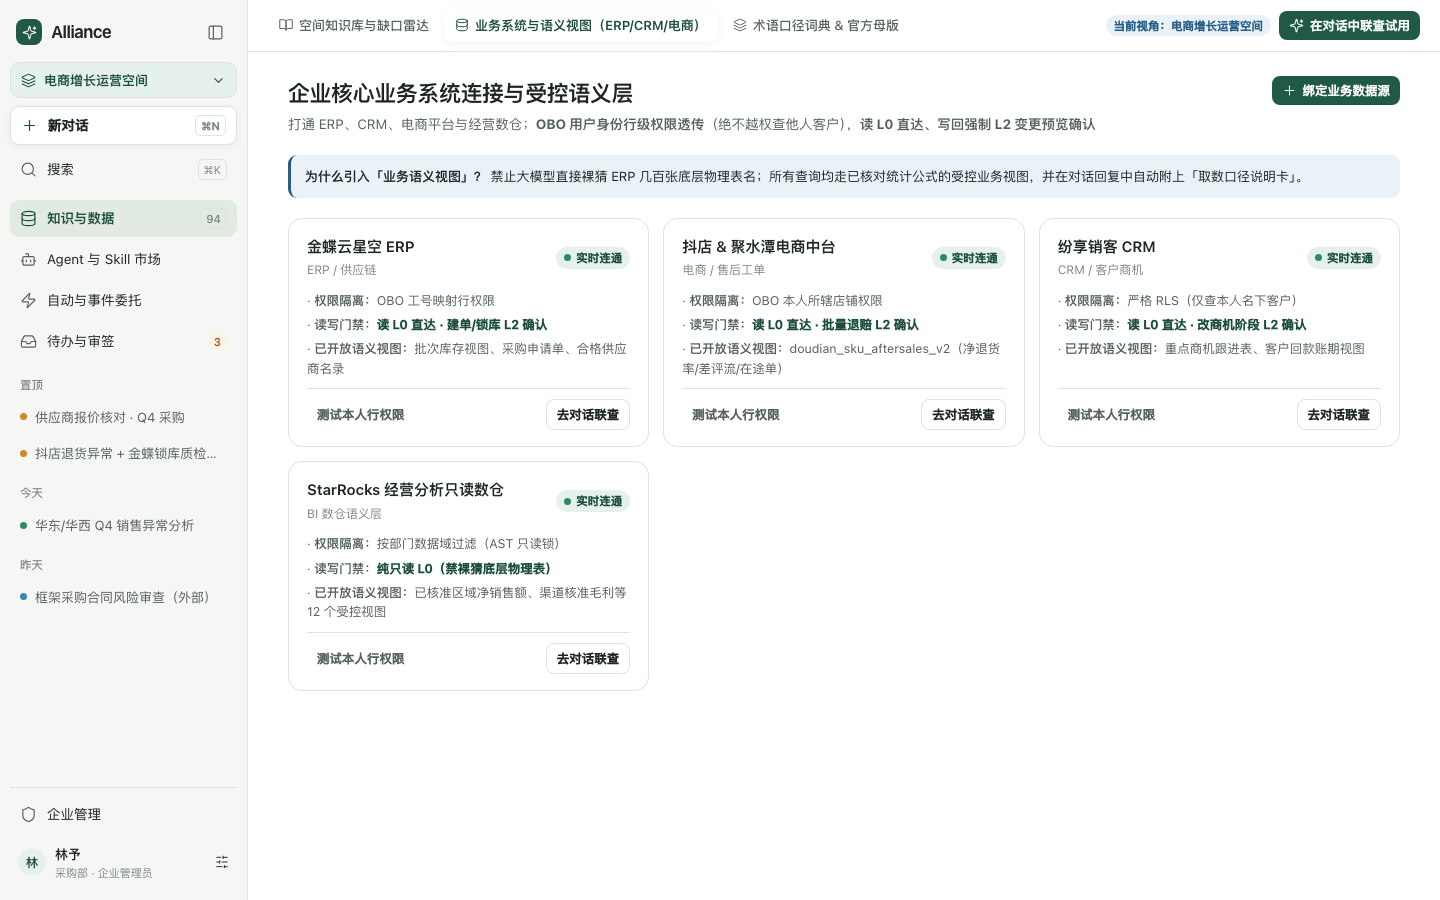 Alliance
电商增长运营空间
新对话
⌘N
搜索
⌘K
知识与数据
94
Agent 与 Skill 市场
自动与事件委托
待办与审签
3
置顶
供应商报价核对 · Q4 采购
抖店退货异常 + 金蝶锁库质检...
今天
华东/华西 Q4 销售异常分析
昨天
框架采购合同风险审查（外部）
企业管理
林
林予
采购部 · 企业管理员
空间知识库与缺口雷达
业务系统与语义视图（ERP/CRM/电商）
术语口径词典 & 官方母版
当前视角：电商增长运营空间
在对话中联查试用
企业核心业务系统连接与受控语义层
绑定业务数据源
打通 ERP、CRM、电商平台与经营数仓；OBO 用户身份行级权限透传（绝不越权查他人客户），读 L0 直达、写回强制 L2 变更预览确认
为什么引入「业务语义视图」？ 禁止大模型直接裸猜 ERP 几百张底层物理表名；所有查询均走已核对统计公式的受控业务视图，并在对话回复中自动附上「取数口径说明卡」。
金蝶云星空 ERP
ERP / 供应链
实时连通
· 权限隔离：OBO 工号映射行权限
· 读写门禁：读 L0 直达 · 建单/锁库 L2 确认
· 已开放语义视图：批次库存视图、采购申请单、合格供应
商名录
测试本人行权限
去对话联查
抖店 & 聚水潭电商中台
电商 / 售后工单
实时连通
· 权限隔离：OBO 本人所辖店铺权限
· 读写门禁：读 L0 直达 · 批量退赔 L2 确认
· 已开放语义视图：doudian_sku_aftersales_v2（净退货
率/差评流/在途单）
测试本人行权限
去对话联查
纷享销客 CRM
CRM / 客户商机
实时连通
· 权限隔离：严格 RLS（仅查本人名下客户）
· 读写门禁：读 L0 直达 · 改商机阶段 L2 确认
· 已开放语义视图：重点商机跟进表、客户回款账期视图
测试本人行权限
去对话联查
StarRocks 经营分析只读数仓
BI 数仓语义层
实时连通
· 权限隔离：按部门数据域过滤（AST 只读锁）
· 读写门禁：纯只读 L0（禁裸猜底层物理表）
· 已开放语义视图：已核准区域净销售额、渠道核准毛利等
12 个受控视图
测试本人行权限
去对话联查